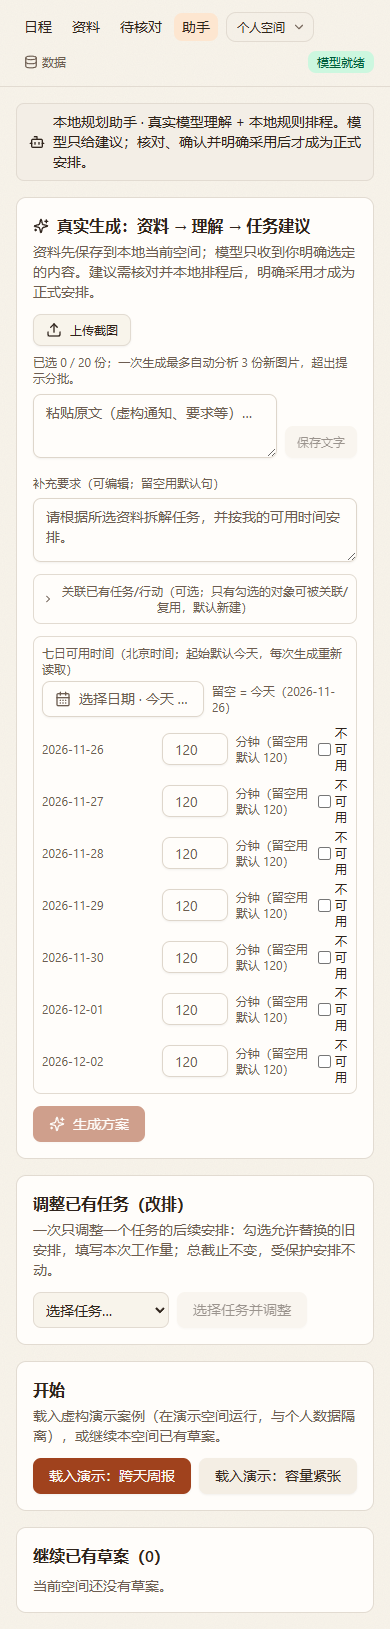 日程 资料 待核对 助手 个人空间
数据 模型就绪
本地规划助手 · 真实模型理解 + 本地规则排程。模
型只给建议；核对、确认并明确采用后才成为正式
安排。
真实生成：资料 → 理解 → 任务建议
资料先保存到本地当前空间；模型只收到你明确选定
的内容。建议需核对并本地排程后，明确采用才成为
正式安排。
上传截图
已选 0 / 20 份；一次生成最多自动分析 3 份新图片，超出提
示分批。
粘贴原文（虚构通知、要求等）...
保存文字
补充要求（可编辑；留空用默认句）
请根据所选资料拆解任务，并按我的可用时间安
排。
关联已有任务/行动（可选；只有勾选的对象可被关联/
复用，默认新建）
七日可用时间（北京时间；起始默认今天，每次生成重新
读取）
选择日期 · 今天 ...
留空 = 今天（2026-11-
26）
2026-11-26 120 分钟（留空用
默认 120） 不
可
用
2026-11-27 120 分钟（留空用
默认 120） 不
可
用
2026-11-28 120 分钟（留空用
默认 120） 不
可
用
2026-11-29 120 分钟（留空用
默认 120） 不
可
用
2026-11-30 120 分钟（留空用
默认 120） 不
可
用
2026-12-01 120 分钟（留空用
默认 120） 不
可
用
2026-12-02 120 分钟（留空用
默认 120） 不
可
用
生成方案
调整已有任务（改排）
一次只调整一个任务的后续安排：勾选允许替换的旧
安排，填写本次工作量；总截止不变，受保护安排不
动。
选择任务... 选择任务并调整
开始
载入虚构演示案例（在演示空间运行，与个人数据隔
离），或继续本空间已有草案。
载入演示：跨天周报 载入演示：容量紧张
继续已有草案（0）
当前空间还没有草案。